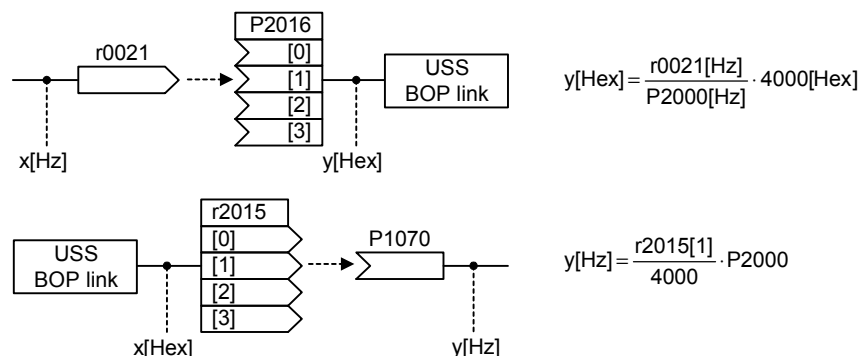 P2016
r0021
[0]
[1]
[2]
[3]
USS
BOP link
x[Hz]
y[Hex]
y[Hex] = r0021[Hz] / P2000[Hz] · 4000[Hex]
r2015
[0]
[1]
[2]
[3]
USS
BOP link
P1070
x[Hex]
y[Hz]
y[Hz] = r2015[1] / 4000 · P2000